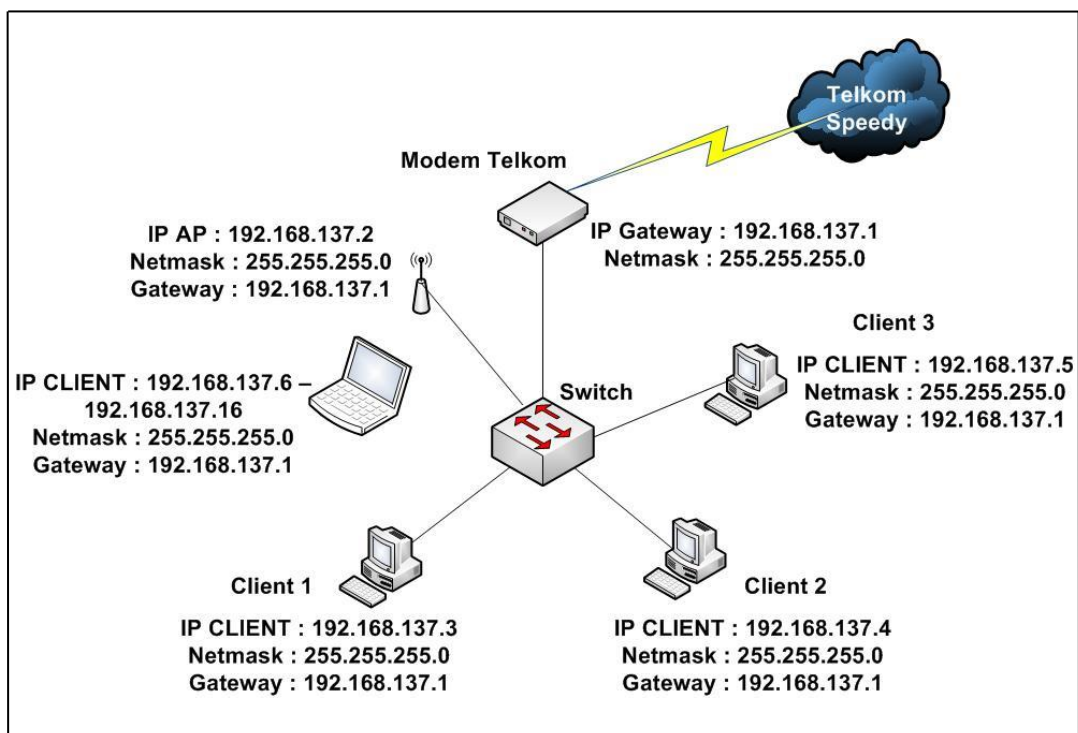 Telkom
Speedy
Modem Telkom
IP Gateway : 192.168.137.1
Netmask : 255.255.255.0
IP AP : 192.168.137.2
Netmask : 255.255.255.0
Gateway : 192.168.137.1
Client 3
IP CLIENT : 192.168.137.5
Netmask : 255.255.255.0
Gateway : 192.168.137.1
IP CLIENT : 192.168.137.6 –
192.168.137.16
Netmask : 255.255.255.0
Gateway : 192.168.137.1
Switch
Client 1
IP CLIENT : 192.168.137.3
Netmask : 255.255.255.0
Gateway : 192.168.137.1
Client 2
IP CLIENT : 192.168.137.4
Netmask : 255.255.255.0
Gateway : 192.168.137.1